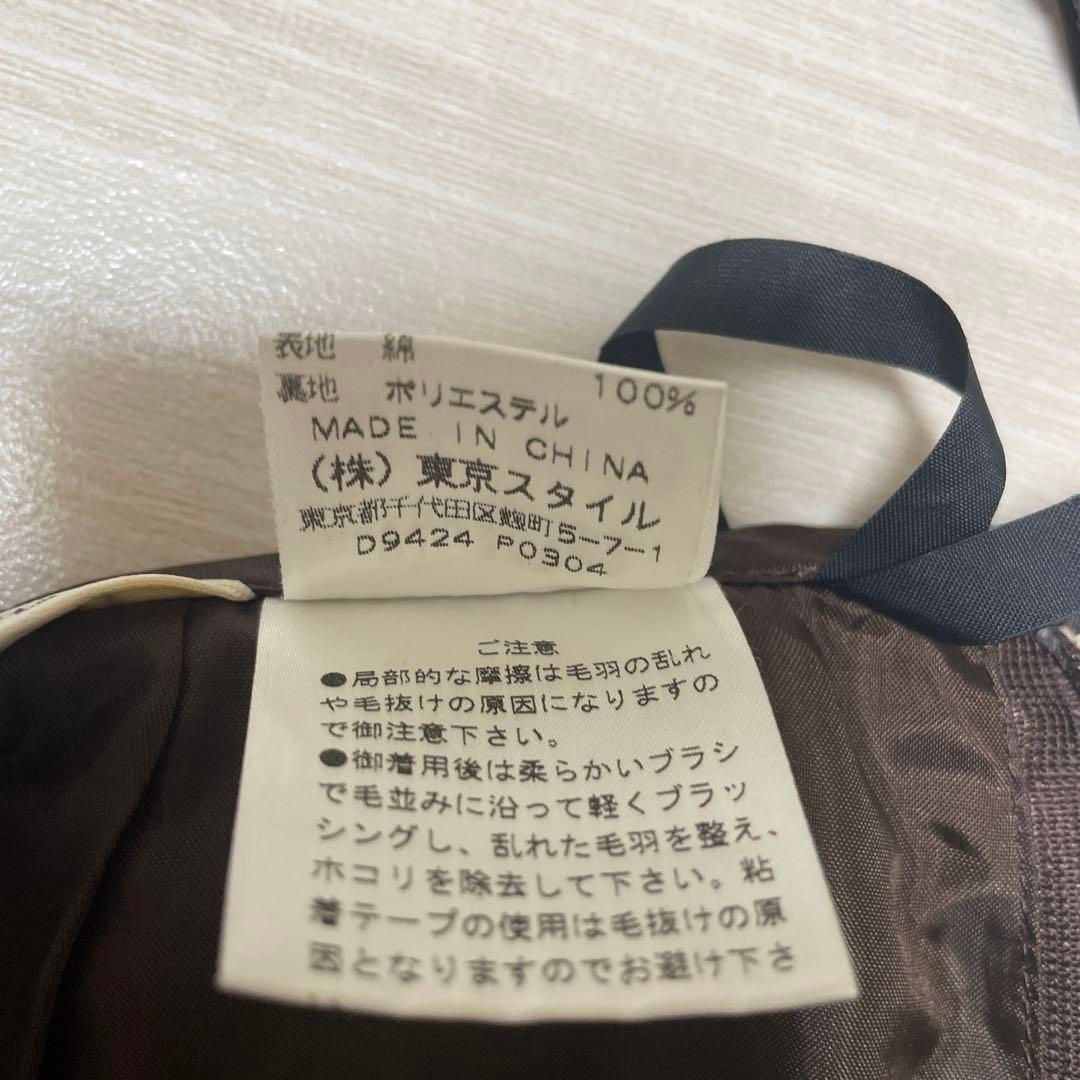 表地 綿
裏地 ポリエステル 100%
MADE IN CHINA
(株)東京スタイル
東京都千代田区麹町5-7-1
D9424 P0304
ご注意
●局部的な摩擦は毛羽の乱れ
や毛抜けの原因になりますの
で御注意下さい。
●御着用後は柔らかいブラシ
で毛並みに沿って軽くブラッ
シングし、乱れた毛羽を整え、
ホコリを除去して下さい。粘
着テープの使用は毛抜けの原
因となりますのでお避け下さ